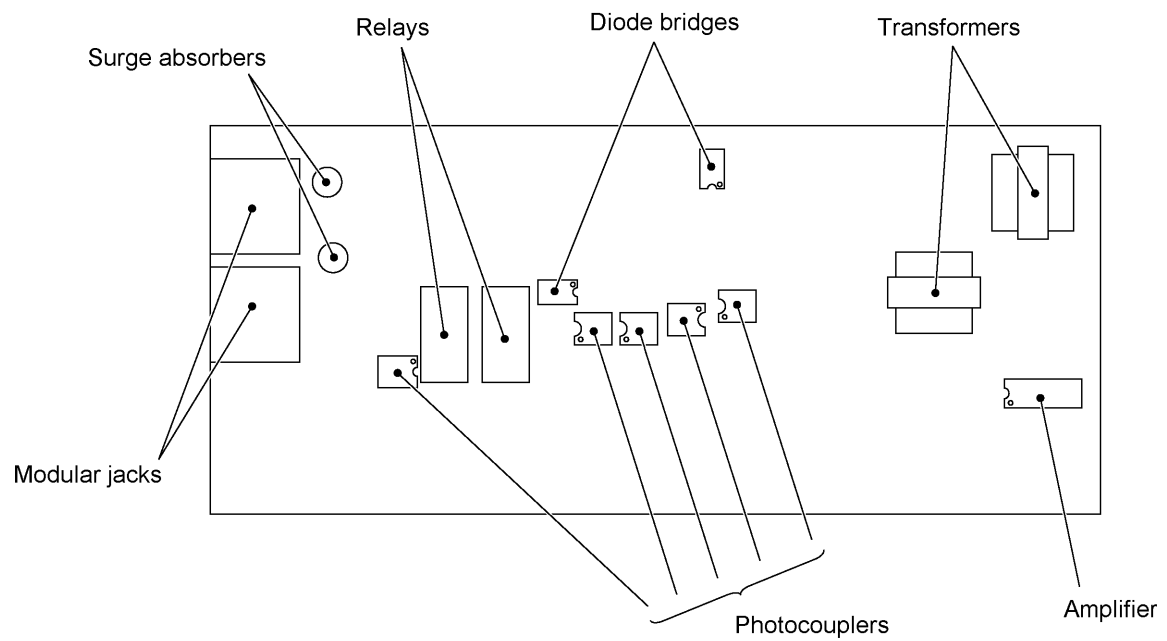 Diode bridges
Relays
Transformers
Surge absorbers
Modular jacks
Amplifier
Photocouplers